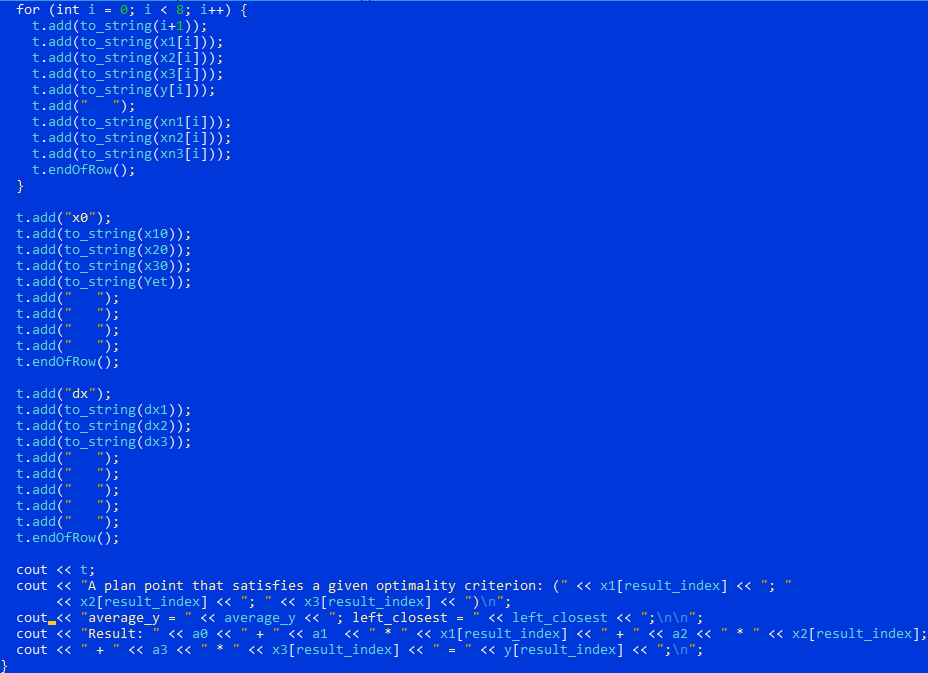 for (int i = 0; i < 8; i++) {
t.add(to_string(i+1));
t.add(to_string(x1[i]));
t.add(to_string(x2[i]));
t.add(to_string(x3[i]));
t.add(to_string(y[i]));
t.add("   ");
t.add(to_string(xn1[i]));
t.add(to_string(xn2[i]));
t.add(to_string(xn3[i]));
t.endOfRow();
}
t.add("x0");
t.add(to_string(x10));
t.add(to_string(x20));
t.add(to_string(x30));
t.add(to_string(Yet));
t.add("   ");
t.add("   ");
t.add("   ");
t.add("   ");
t.endOfRow();
t.add("dx");
t.add(to_string(dx1));
t.add(to_string(dx2));
t.add(to_string(dx3));
t.add("   ");
t.add("   ");
t.add("   ");
t.add("   ");
t.add("   ");
t.endOfRow();
cout << t;
cout << "A plan point that satisfies a given optimality criterion: (" << x1[result_index] << "; "
<< x2[result_index] << "; " << x3[result_index] << ")\n";
cout << "average_y = " << average_y << "; left_closest = " << left_closest << ";\n\n";
cout << "Result: " << a0 << " + " << a1  << " * " << x1[result_index] << " + " << a2 << " * " << x2[result_index];
cout << " + " << a3 << " * " << x3[result_index] << " = " << y[result_index] << ";\n";
}